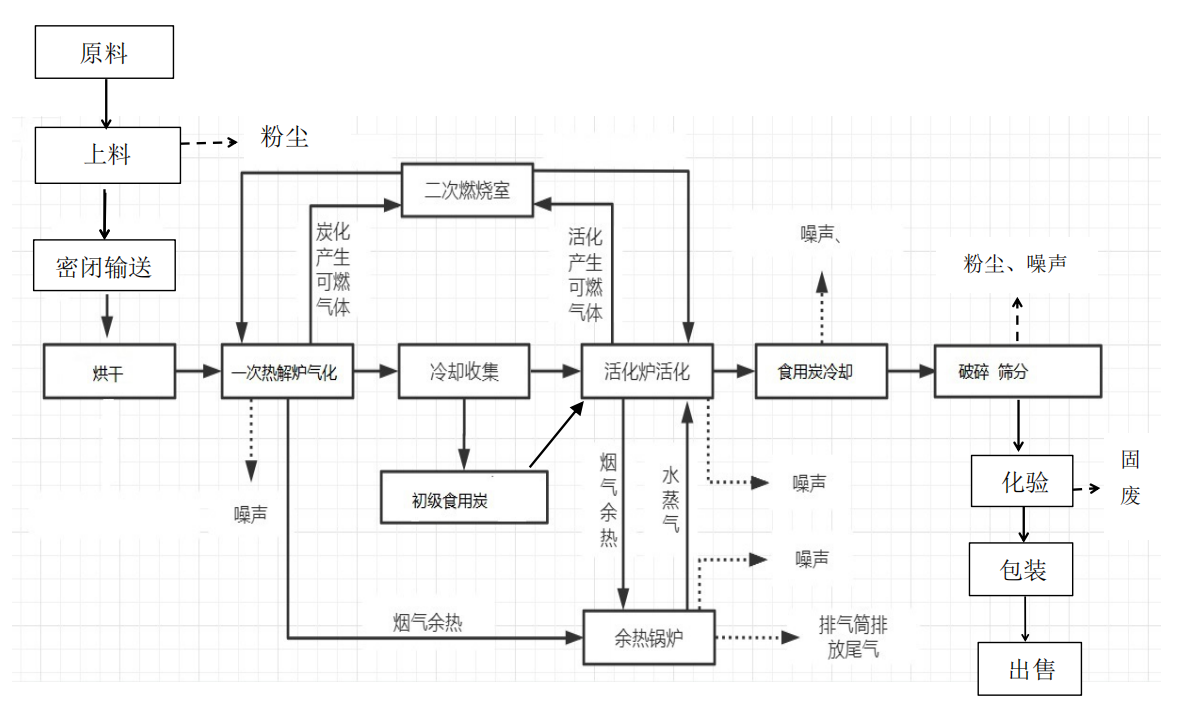 原料
上料
粉尘
密闭输送
二次燃烧室
炭化
产生
可燃
气体
活化
产生
可燃
气体
噪声、
粉尘、噪声
烘干
一次热解炉气化
冷却收集
活化炉活化
食用炭冷却
破碎 筛分
噪声
初级食用炭
烟
气
余
热
水
蒸
气
噪声
化验
固
废
噪声
包装
烟气余热
余热锅炉
排气筒排
放尾气
出售